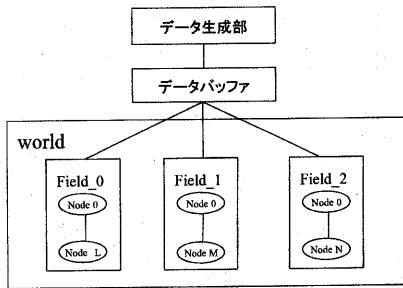 データ生成部
データバッファ
world
Field_0
Field_1
Field_2
Node 0
Node 0
Node 0
Node L
Node M
Node N